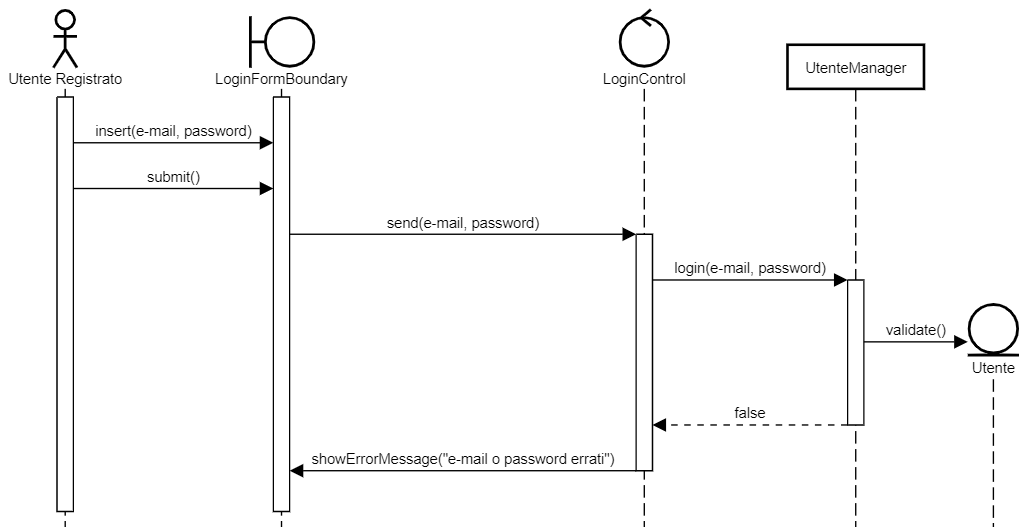 Utente Registrato
LoginFormBoundary
LoginControl
UtenteManager
insert(e-mail, password)
submit()
send(e-mail, password)
login(e-mail, password)
validate()
Utente
false
showErrorMessage("e-mail o password errati")